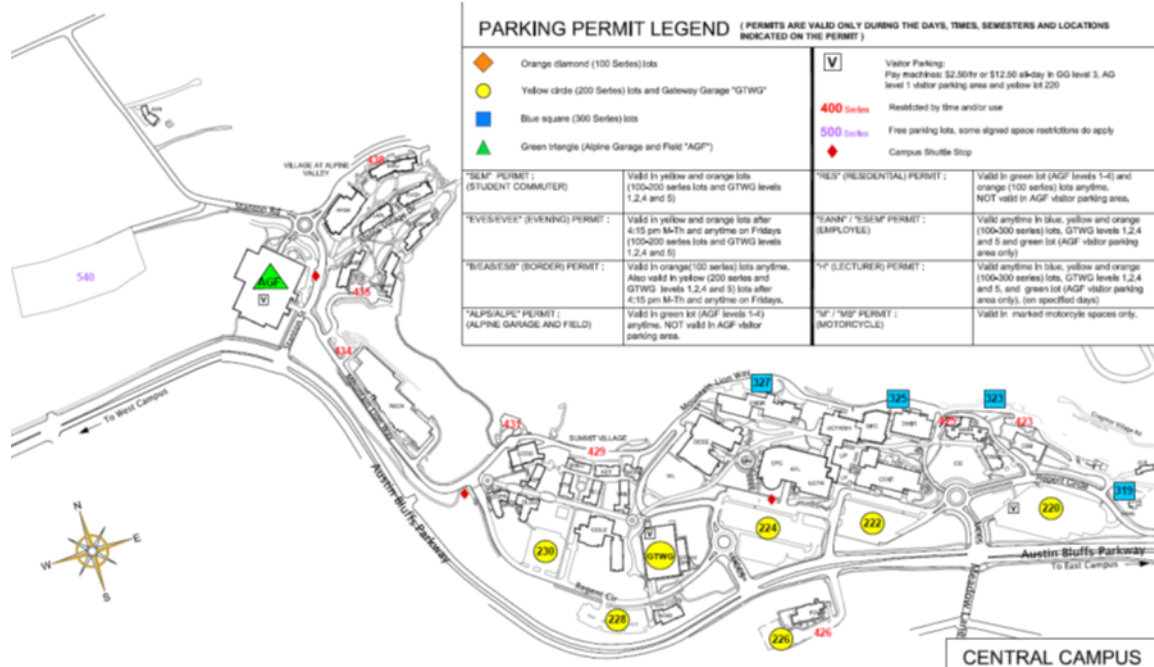 PARKING PERMIT LEGEND ( PERMITS ARE VALID ONLY DURING THE DAYS, TIMES, SEMESTERS AND LOCATIONS
INDICATED ON THE PERMIT )
Orange diamond (100 Series) lots
Yellow circle (200 Series) lots and Gateway Garage "GTWG"
Blue square (300 Series) lots
Green triangle (Alpine Garage and Field "AGF")
V
Visitor Parking:
Pay machines: $2.50/hr or $12.50 all-day in GG level 3, AG
level 1 visitor parking area and yellow lot 220
400 Series Restricted by time and/or use
500 Series Free parking lots, some signed space restrictions do apply
Campus Shuttle Stop
"SEM" PERMIT :
(STUDENT COMMUTER)
Valid in yellow and orange lots
(100-200 series lots and GTWG levels
1,2,4 and 5)
"EVES/EVEE" (EVENING) PERMIT :
Valid in yellow and orange lots after
4:15 pm M-Th and anytime on Fridays
(100-200 series lots and GTWG levels
1,2,4 and 5)
"B/EAB/ESB" (BORDER) PERMIT :
Valid in orange(100 series) lots anytime.
Also valid in yellow (200 series and
GTWG levels 1,2,4 and 5) lots after
4:15 pm M-Th and anytime on Fridays.
"ALPS/ALPE" PERMIT :
(ALPINE GARAGE AND FIELD)
Valid in green lot (AGF levels 1-4)
anytime. NOT valid in AGF visitor
parking area.
"RES" (RESIDENTIAL) PERMIT :
Valid in green lot (AGF levels 1-4) and
orange (100 series) lots anytime.
NOT valid in AGF visitor parking area.
"EANN" / "ESEM" PERMIT :
(EMPLOYEE)
Valid anytime in blue, yellow and orange
(100-300 series) lots, GTWG levels 1,2,4
and 5 and green lot (AGF visitor parking
area only)
"H" (LECTURER) PERMIT :
Valid anytime in blue, yellow and orange
(100-300 series) lots, GTWG levels 1,2,4
and 5, and green lot (AGF visitor parking
area only). (on specified days)
"M" / "MB" PERMIT :
(MOTORCYCLE)
Valid in marked motorcycle spaces only.
VILLAGE AT ALPINE
VALLEY
438
Stanton Rd
540
AGF
V
435
434
To West Campus
Austin Bluffs Parkway
Mountain Lion Way
327
325
323
423
437
SUMMIT VILLAGE
429
Regent Circle
319
V
220
222
224
230
V
GTWG
Austin Bluffs Parkway
To East Campus
Regent Cir
228
226
426
Meadow Lane
N
E
W
S
CENTRAL CAMPUS